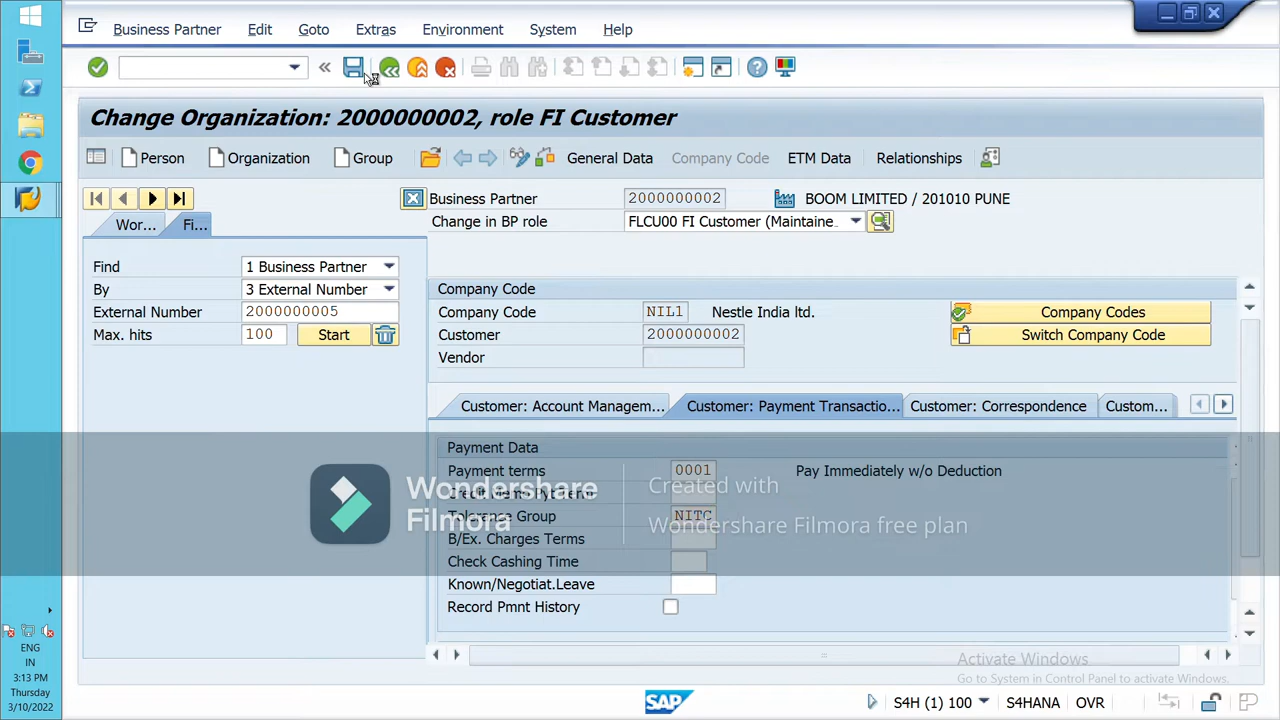 Business Partner Edit Goto Extras Environment System Help
Change Organization: 2000000002, role FI Customer
Person Organization Group General Data Company Code ETM Data Relationships
Business Partner 2000000002 BOOM LIMITED / 201010 PUNE
Wor... Fi...
Change in BP role FLCU00 FI Customer (Maintaine..
Find 1 Business Partner
By 3 External Number
External Number 2000000005
Max. hits 100 Start
Company Code
Company Code NIL1 Nestle India ltd. Company Codes
Customer 2000000002 Switch Company Code
Vendor
Customer: Account Managem... Customer: Payment Transactio... Customer: Correspondence Custom...
Payment Data
Payment terms 0001 Pay Immediately w/o Deduction
Credit Memo Pyt Term
Tolerance Group NITC
B/Ex. Charges Terms
Check Cashing Time
Known/Negotiat.Leave
Record Pmnt History
Wondershare
Filmora
Created with
Wondershare Filmora free plan
Activate Windows
Go to System in Control Panel to activate Windows.
ENG
IN
3:13 PM
Thursday
3/10/2022
SAP S4H (1) 100 S4HANA OVR